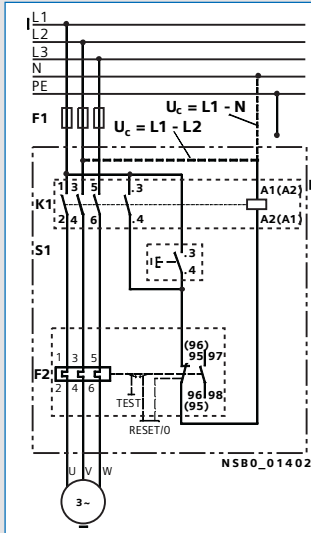 L1
L2
L3
N
PE
F1
Uc = L1 - N
Uc = L1 - L2
1 3 5 .3
A1(A2)
K1
2 4 6 .4
A2(A1)
S1
.3
E
.4
(96)
1 3 5 95 97
F2
2 4 6 96 98
TEST (95)
RESET/0
NSB0_01402
U V W
3~